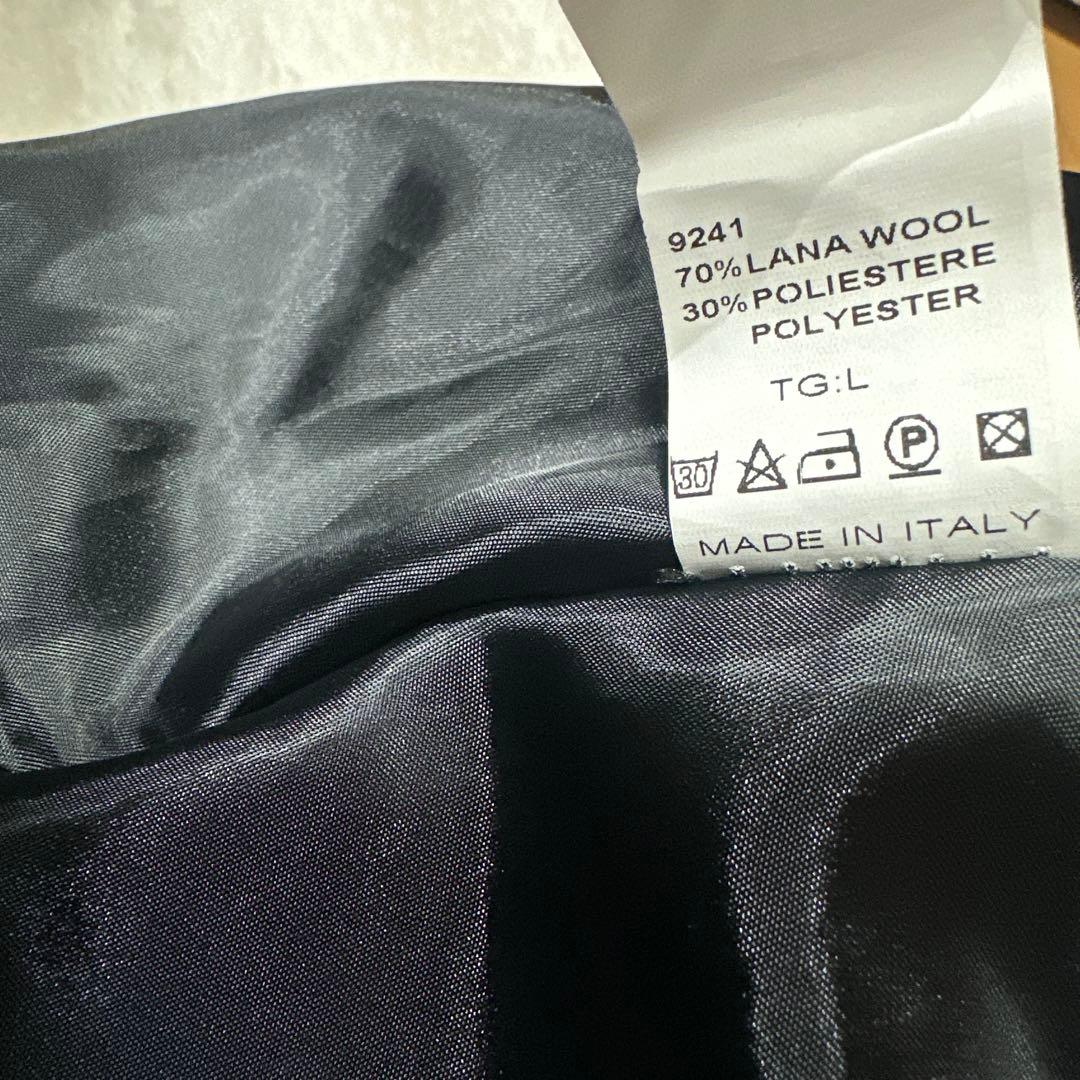 9241
70% LANA WOOL
30% POLIESTERE
POLYESTER
TG:L
30 P
MADE IN ITALY